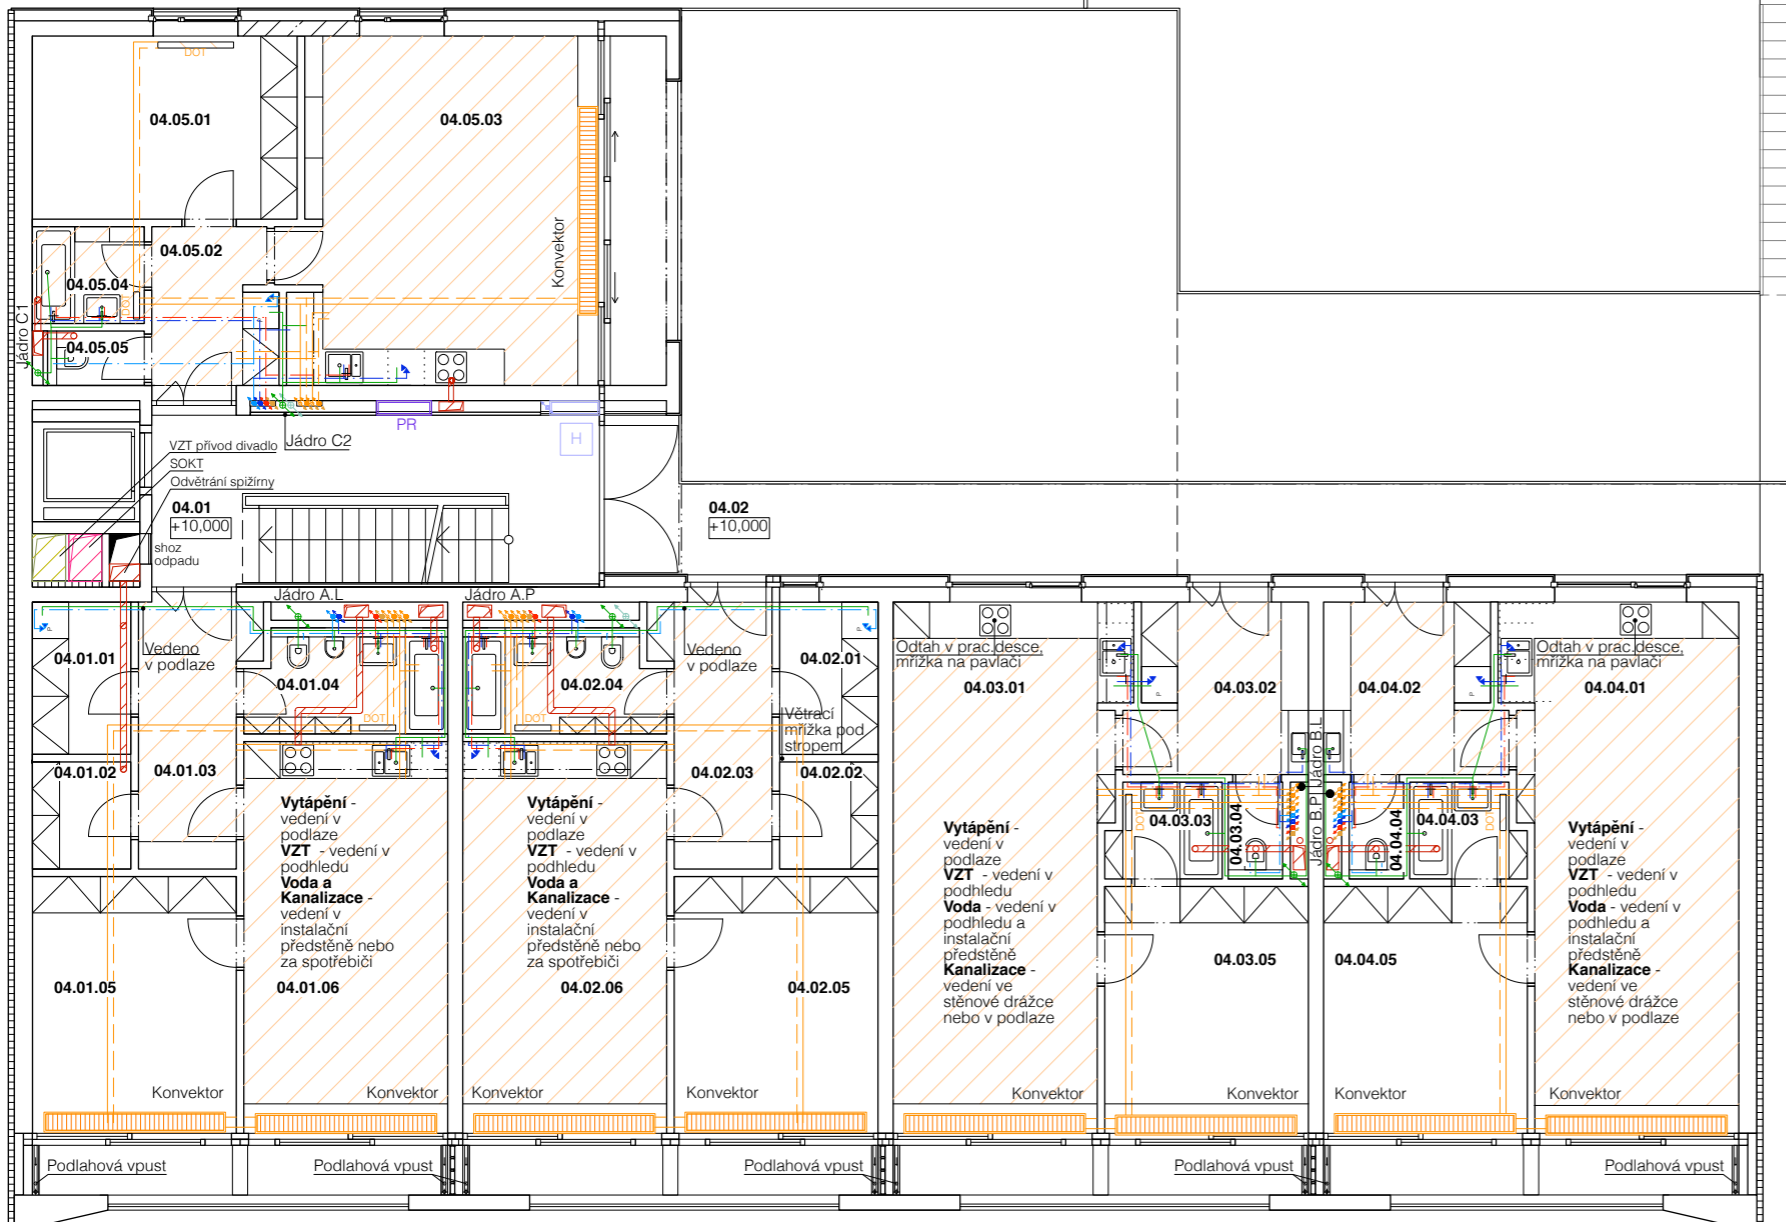 DOT
04.05.01
04.05.03
Konvektor
04.05.02
04.05.04
DOT
04.05.05
Jádro C1
PR
H
Jádro C2
VZT přívod divadlo
SOKT
Odvětrání spižírny
04.01
+10,000
04.02
+10,000
shoz
odpadu
Jádro A.L
Jádro A.P
P
P
Vedeno
v podlaze
Vedeno
v podlaze
04.01.01
04.01.04
04.02.04
04.02.01
DOT
DOT
Větrací
mřížka pod
stropem
04.01.02
04.01.03
04.02.03
04.02.02
Vytápění -
vedení v
podlaze
VZT - vedení v
podhledu
Voda a
Kanalizace -
vedení v
instalační
předstěně nebo
za spotřebiči
Vytápění -
vedení v
podlaze
VZT - vedení v
podhledu
Voda a
Kanalizace -
vedení v
instalační
předstěně nebo
za spotřebiči
04.01.05
04.01.06
04.02.06
04.02.05
Odtah v prac.desce,
mřížka na pavlači
04.03.01
04.03.02
P
04.04.02
P
Odtah v prac.desce,
mřížka na pavlači
04.04.01
Jádro B.P
Jádro B.L
04.03.03
04.03.04
04.04.04
04.04.03
DOT
DOT
Vytápění -
vedení v
podlaze
VZT - vedení v
podhledu
Voda - vedení v
podhledu a
instalační
předstěně
Kanalizace -
vedení ve
stěnové drážce
nebo v podlaze
04.03.05
04.04.05
Vytápění -
vedení v
podlaze
VZT - vedení v
podhledu
Voda - vedení v
podhledu a
instalační
předstěně
Kanalizace -
vedení ve
stěnové drážce
nebo v podlaze
Konvektor
Konvektor
Konvektor
Konvektor
Konvektor
Konvektor
Konvektor
Konvektor
Podlahová vpust
Podlahová vpust
Podlahová vpust
Podlahová vpust
Podlahová vpust